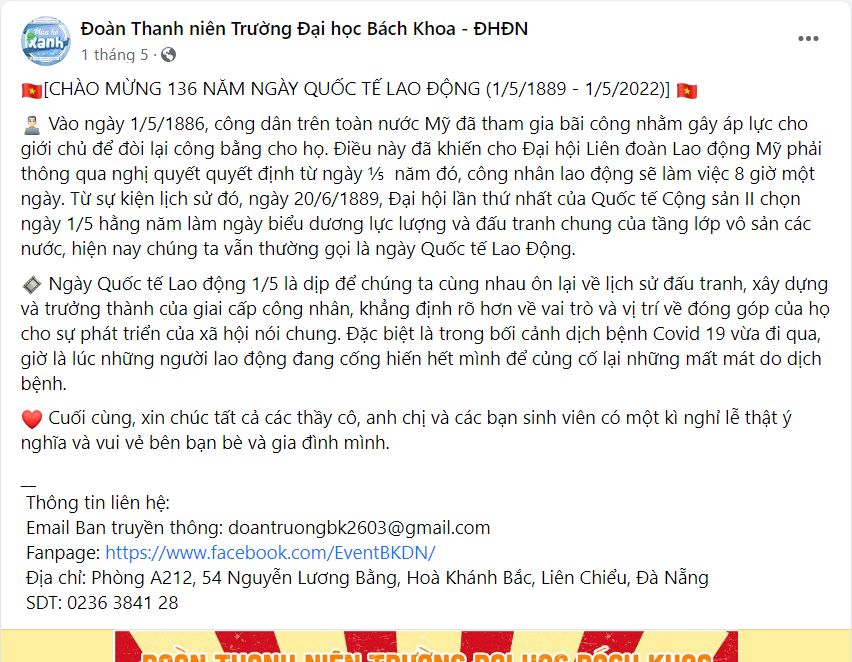 Mùa hè
xanh
Đoàn Thanh niên Trường Đại học Bách Khoa - ĐHĐN
1 tháng 5 ·
🇻🇳[CHÀO MỪNG 136 NĂM NGÀY QUỐC TẾ LAO ĐỘNG (1/5/1889 - 1/5/2022)] 🇻🇳
👨🏻‍💼 Vào ngày 1/5/1886, công dân trên toàn nước Mỹ đã tham gia bãi công nhằm gây áp lực cho
giới chủ để đòi lại công bằng cho họ. Điều này đã khiến cho Đại hội Liên đoàn Lao động Mỹ phải
thông qua nghị quyết quyết định từ ngày ⅕ năm đó, công nhân lao động sẽ làm việc 8 giờ một
ngày. Từ sự kiện lịch sử đó, ngày 20/6/1889, Đại hội lần thứ nhất của Quốc tế Cộng sản II chọn
ngày 1/5 hằng năm làm ngày biểu dương lực lượng và đấu tranh chung của tầng lớp vô sản các
nước, hiện nay chúng ta vẫn thường gọi là ngày Quốc tế Lao Động.
Ngày Quốc tế Lao động 1/5 là dịp để chúng ta cùng nhau ôn lại về lịch sử đấu tranh, xây dựng
và trưởng thành của giai cấp công nhân, khẳng định rõ hơn về vai trò và vị trí về đóng góp của họ
cho sự phát triển của xã hội nói chung. Đặc biệt là trong bối cảnh dịch bệnh Covid 19 vừa đi qua,
giờ là lúc những người lao động đang cống hiến hết mình để củng cố lại những mất mát do dịch
bệnh.
❤️ Cuối cùng, xin chúc tất cả các thầy cô, anh chị và các bạn sinh viên có một kì nghỉ lễ thật ý
nghĩa và vui vẻ bên bạn bè và gia đình mình.
__
Thông tin liên hệ:
Email Ban truyền thông: doantruongbk2603@gmail.com
Fanpage: https://www.facebook.com/EventBKDN/
Địa chỉ: Phòng A212, 54 Nguyễn Lương Bằng, Hoà Khánh Bắc, Liên Chiểu, Đà Nẵng
SDT: 0236 3841 28
ĐOÀN THANH NIÊN TRƯỜNG ĐẠI HỌC BÁCH KHOA